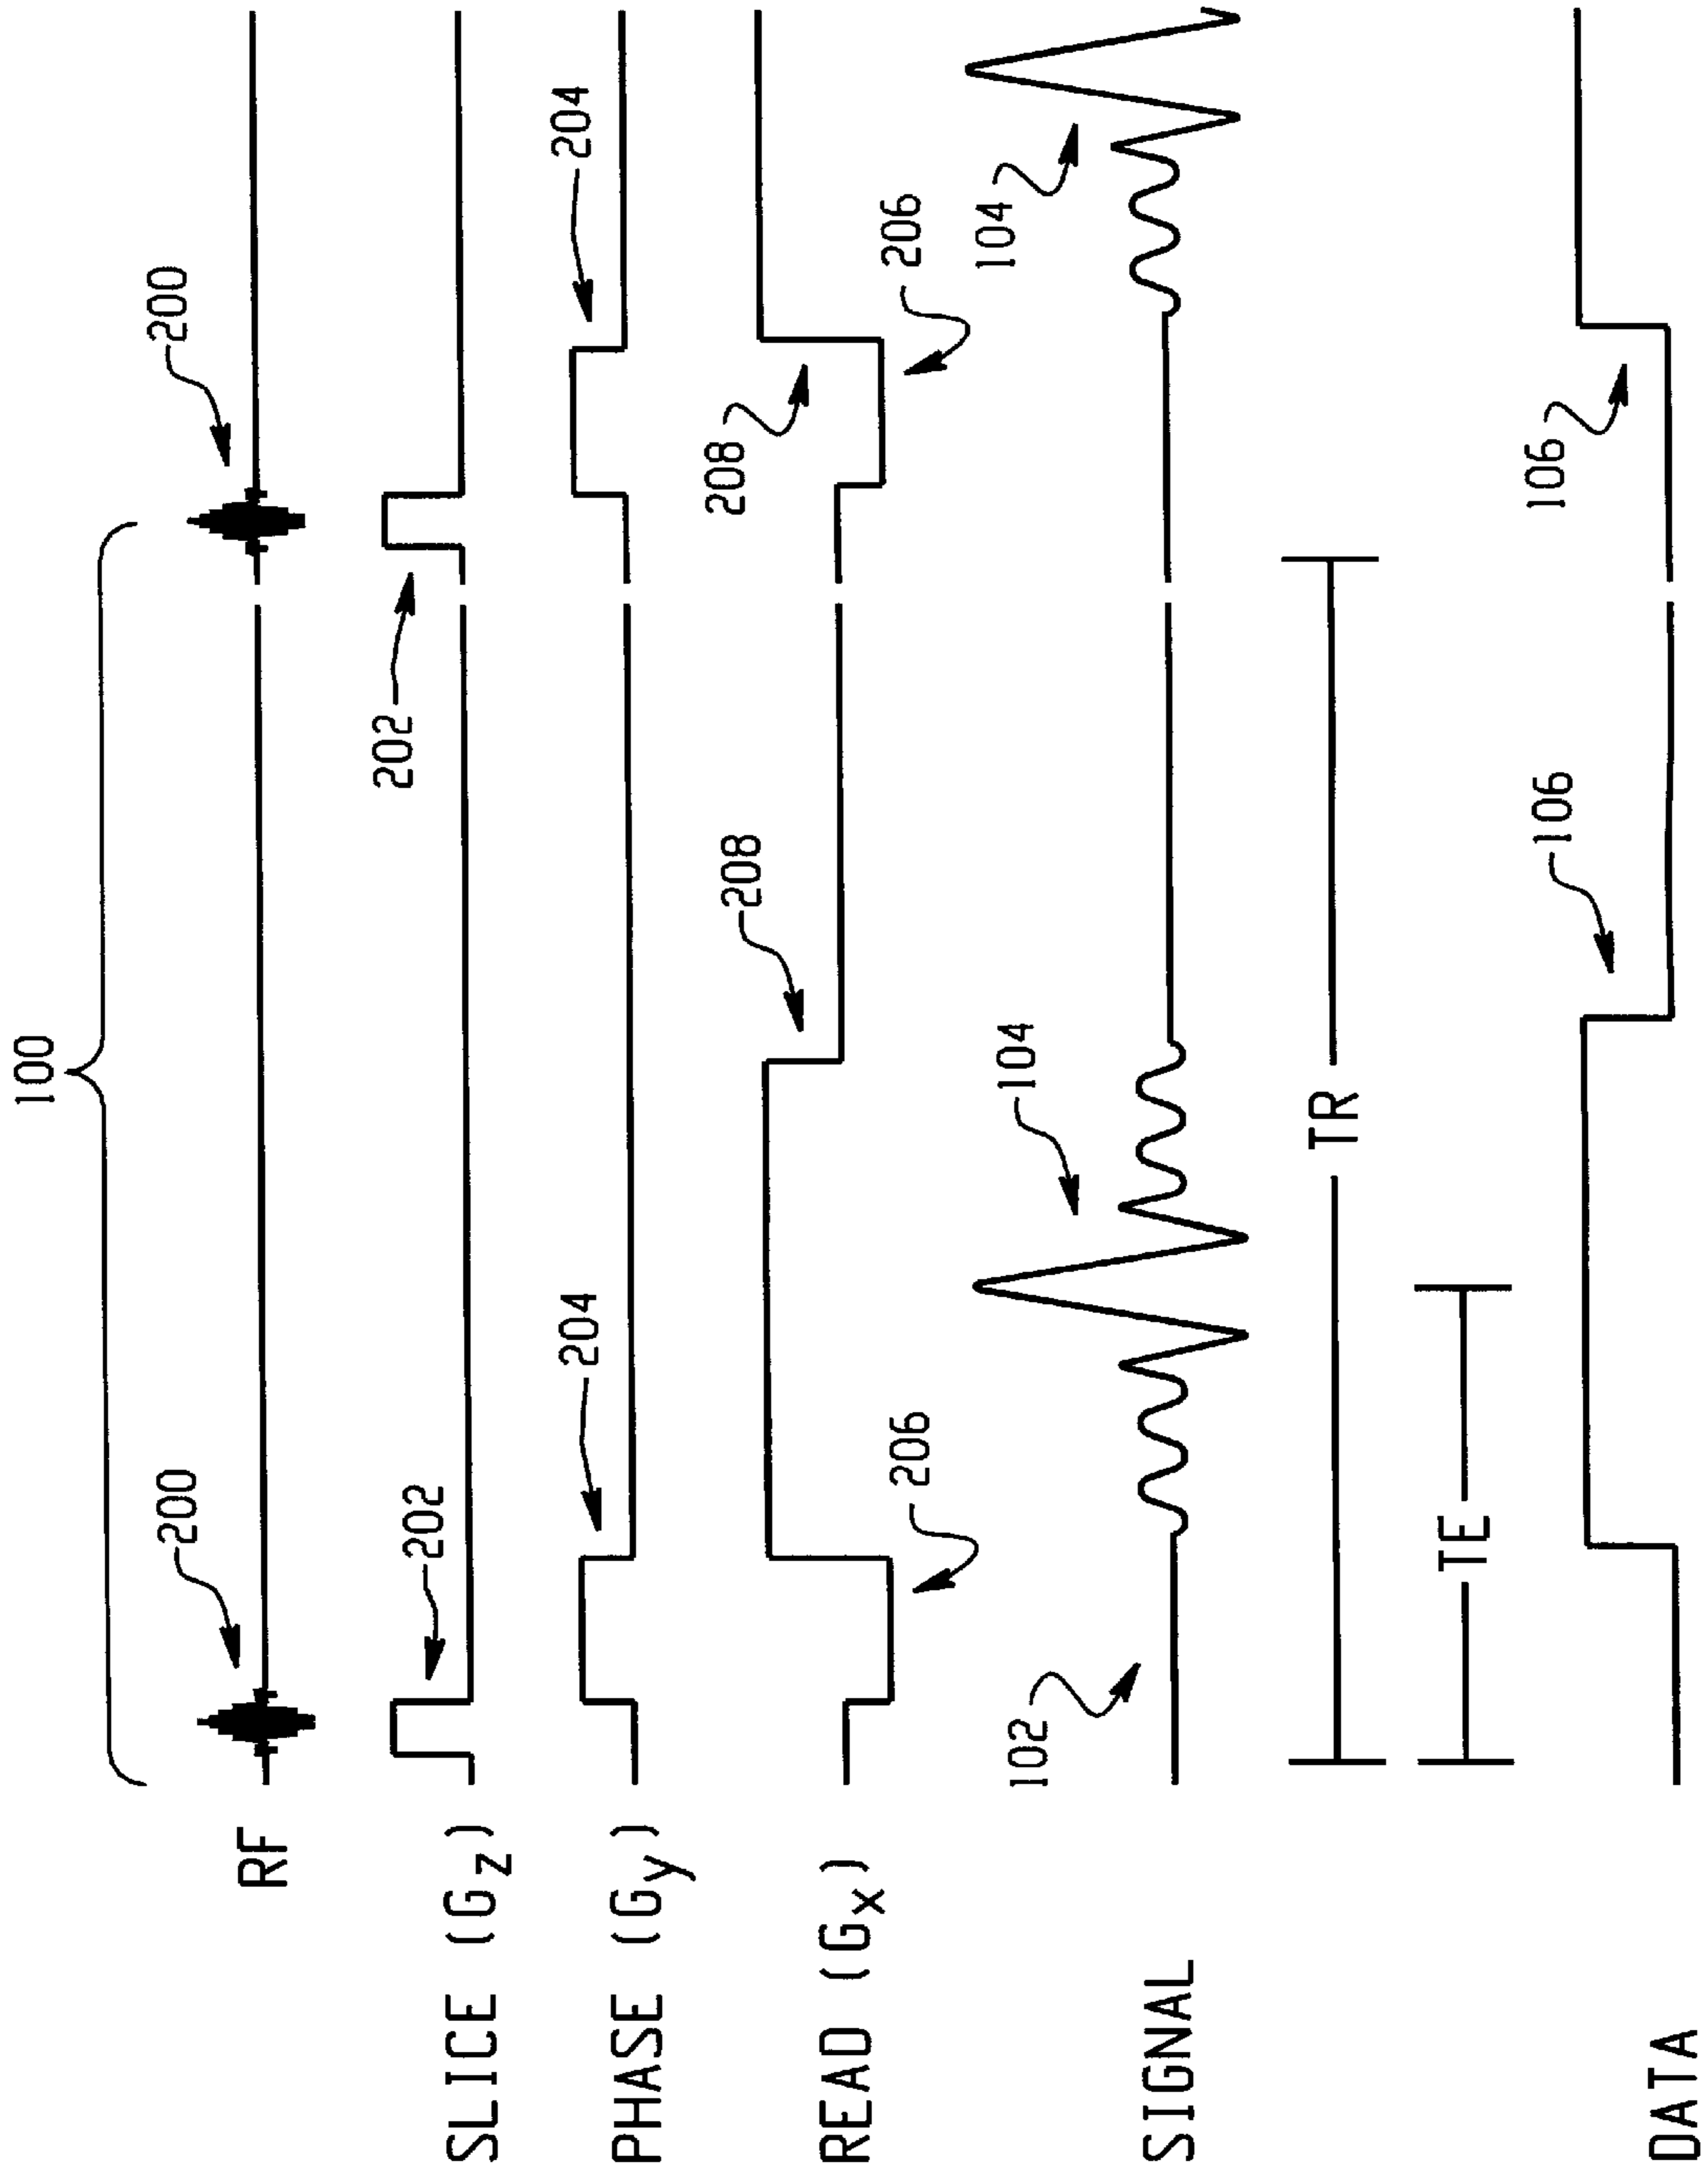 100
200
200
RF
202
202
SLICE (Gz)
204
204
PHASE (Gy)
208
208
206
206
READ (Gx)
102
104
104
SIGNAL
TR
TE
106
106
DATA